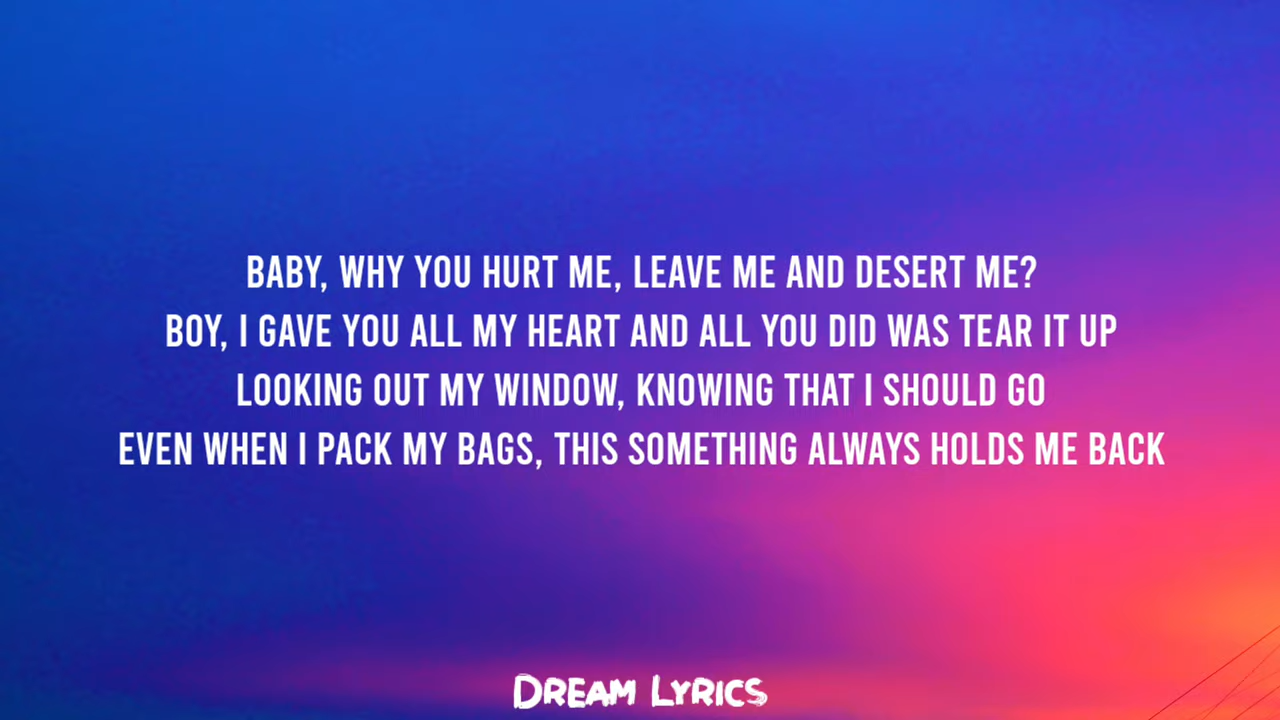 BABY, WHY YOU HURT ME, LEAVE ME AND DESERT ME?
BOY, I GAVE YOU ALL MY HEART AND ALL YOU DID WAS TEAR IT UP
LOOKING OUT MY WINDOW, KNOWING THAT I SHOULD GO
EVEN WHEN I PACK MY BAGS, THIS SOMETHING ALWAYS HOLDS ME BACK
DREAM LYRICS